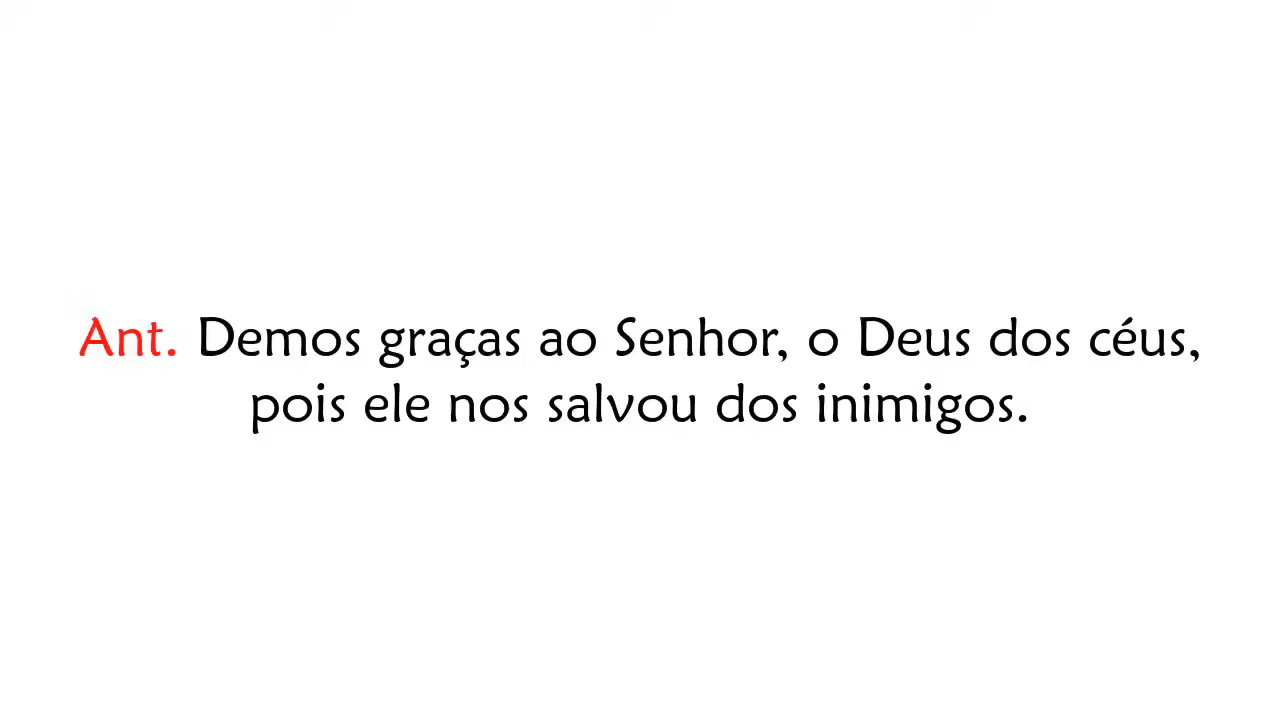 Ant. Demos graças ao Senhor, o Deus dos céus,
pois ele nos salvou dos inimigos.